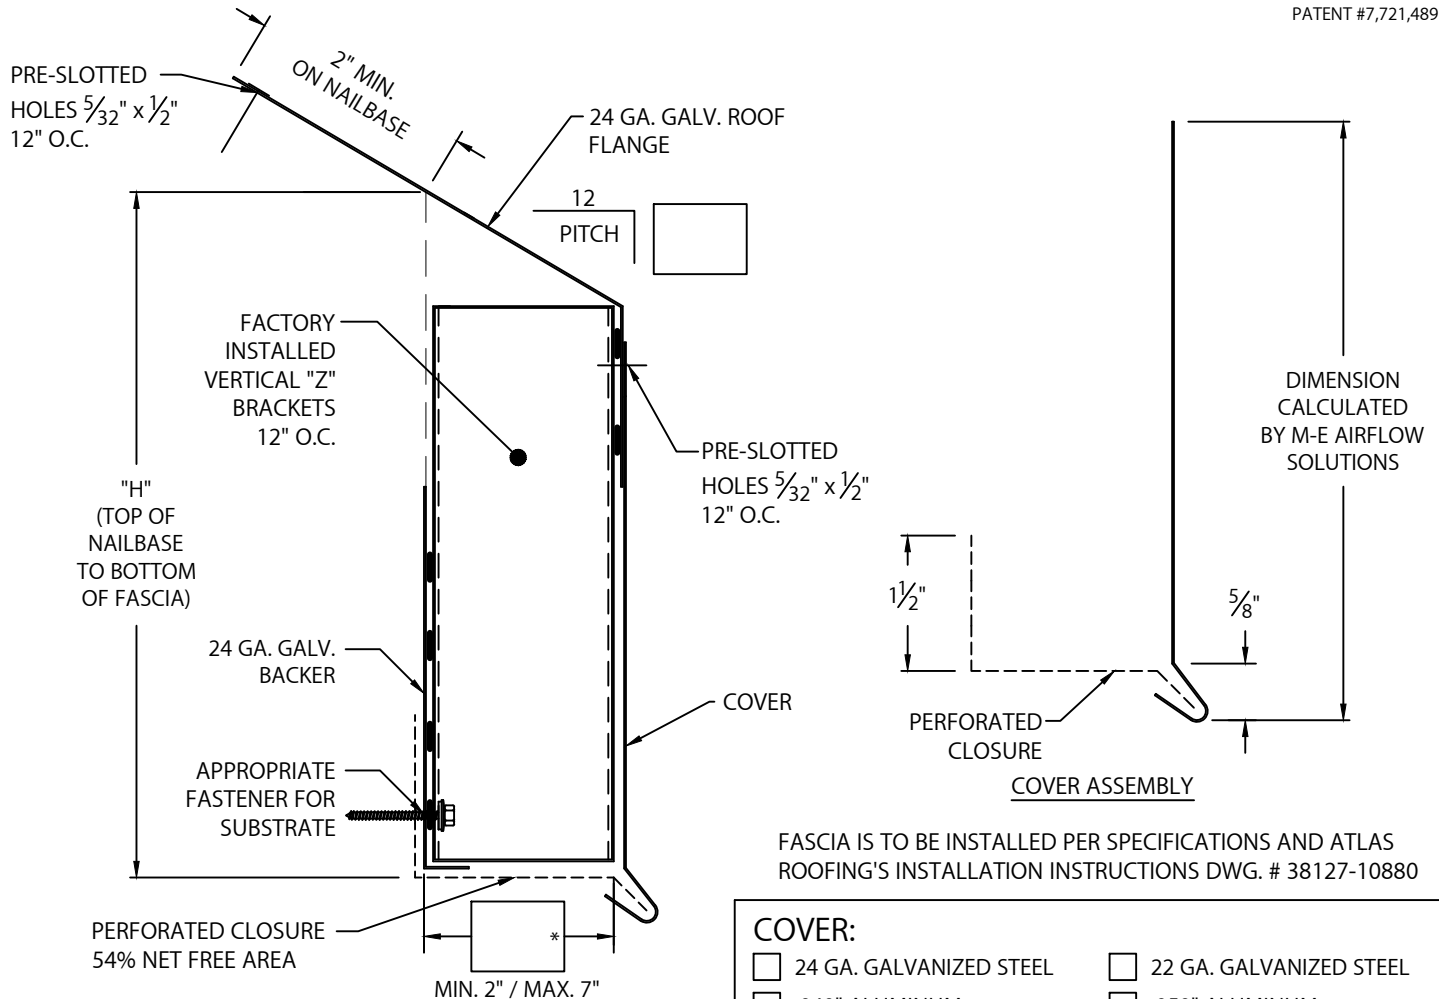 PATENT #7,721,489
PRE-SLOTTED
HOLES 5/32" x 1/2"
12" O.C.
2" MIN.
ON NAILBASE
24 GA. GALV. ROOF
FLANGE
12
PITCH
FACTORY
INSTALLED
VERTICAL "Z"
BRACKETS
12" O.C.
PRE-SLOTTED
HOLES 5/32" x 1/2"
12" O.C.
"H"
(TOP OF
NAILBASE
TO BOTTOM
OF FASCIA)
24 GA. GALV.
BACKER
COVER
APPROPRIATE
FASTENER FOR
SUBSTRATE
PERFORATED CLOSURE
54% NET FREE AREA
*
MIN. 2" / MAX. 7"
DIMENSION
CALCULATED
BY M-E AIRFLOW
SOLUTIONS
1 1/2"
5/8"
PERFORATED
CLOSURE
COVER ASSEMBLY
FASCIA IS TO BE INSTALLED PER SPECIFICATIONS AND ATLAS
ROOFING'S INSTALLATION INSTRUCTIONS DWG. # 38127-10880
COVER:
24 GA. GALVANIZED STEEL
22 GA. GALVANIZED STEEL